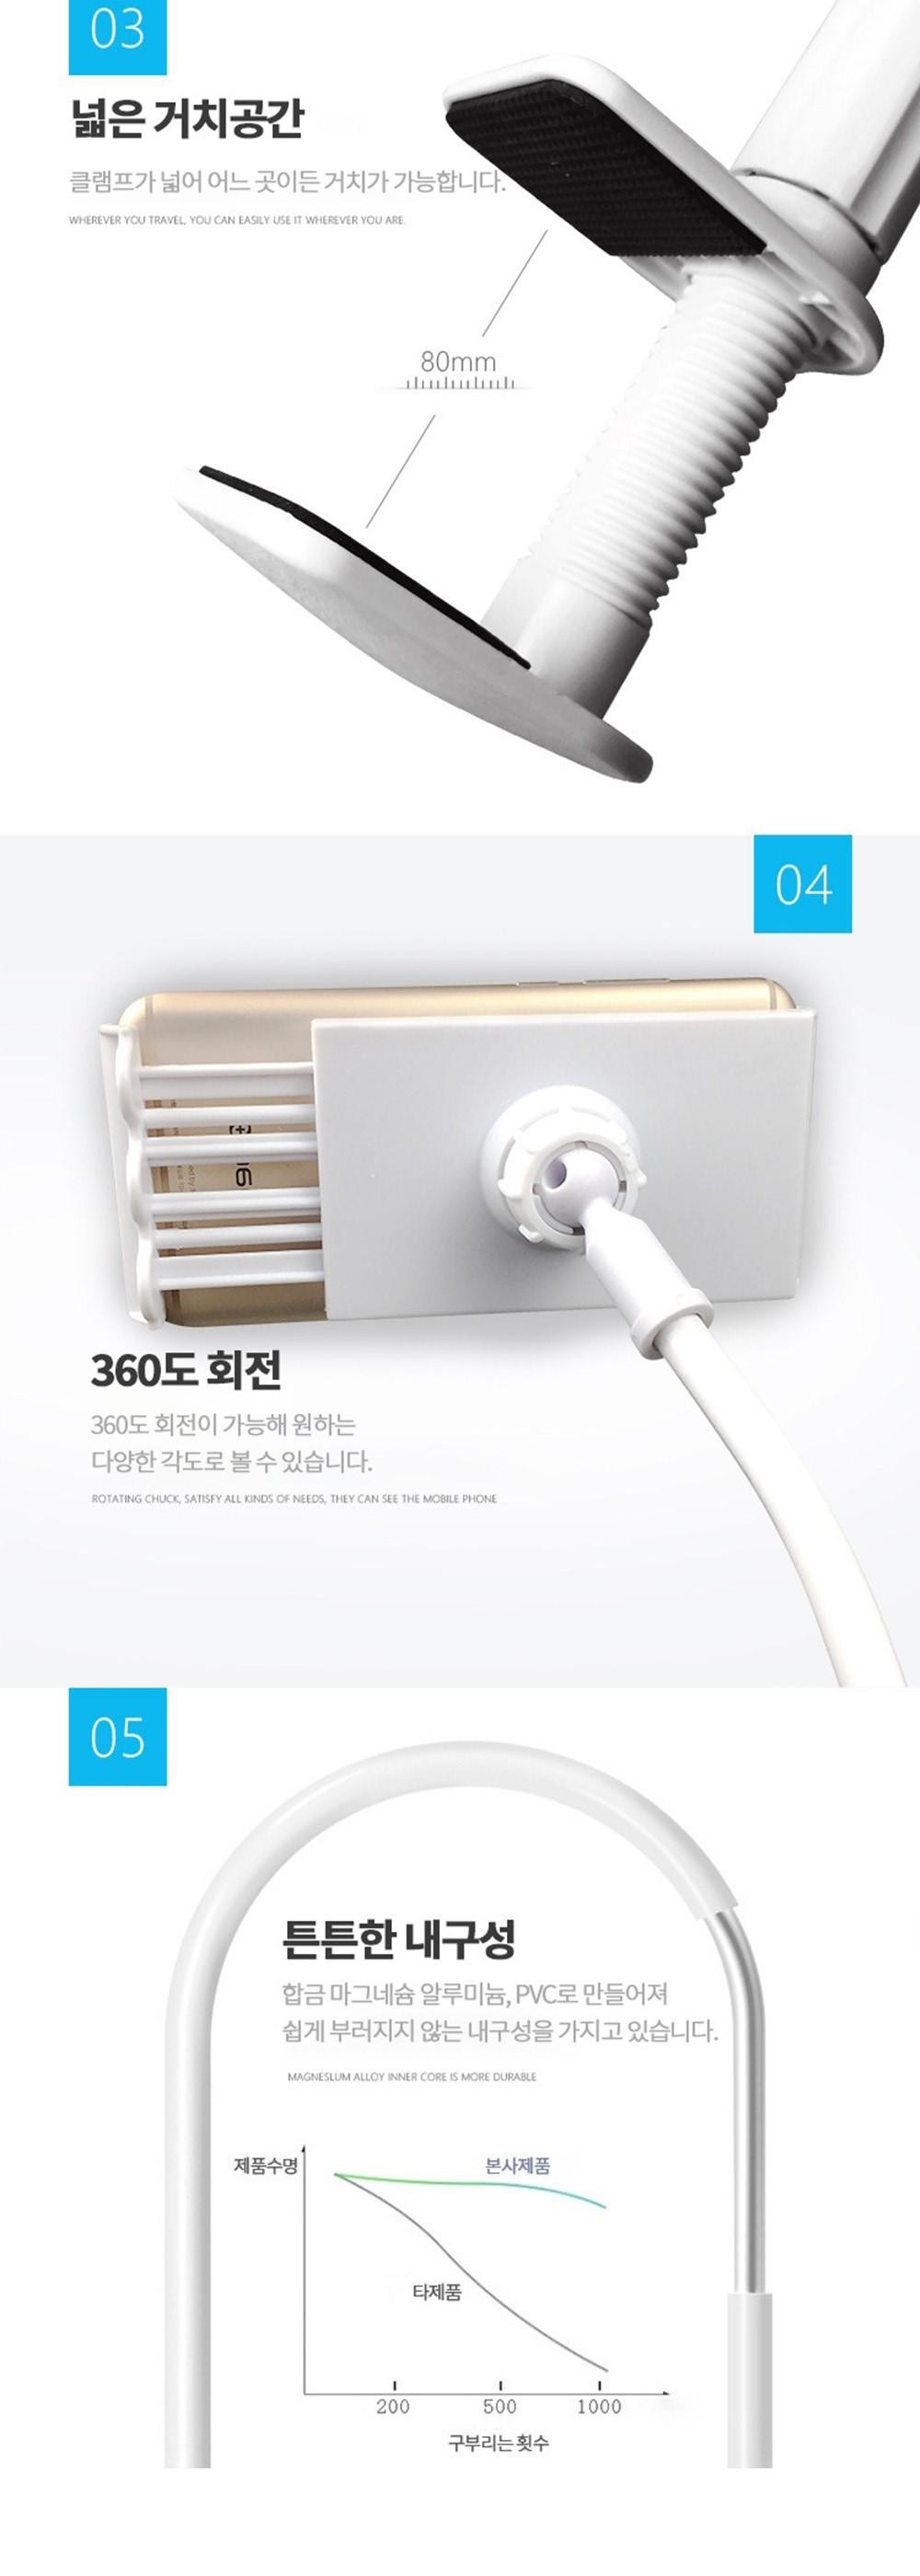 03
넓은 거치공간
클램프가 넓어 어느 곳이든 거치가 가능합니다.
WHEREVER YOU TRAVEL, YOU CAN EASILY USE IT WHEREVER YOU ARE.
80mm
04
360도 회전
360도 회전이 가능해 원하는
다양한 각도로 볼 수 있습니다.
ROTATING CHUCK, SATISFY ALL KINDS OF NEEDS, THEY CAN SEE THE MOBILE PHONE
05
튼튼한 내구성
합금 마그네슘 알루미늄, PVC로 만들어져
쉽게 부러지지 않는 내구성을 가지고 있습니다.
MAGNESLUM ALLOY INNER CORE IS MORE DURABLE
제품수명
본사제품
타제품
200 500 1000
구부리는 횟수